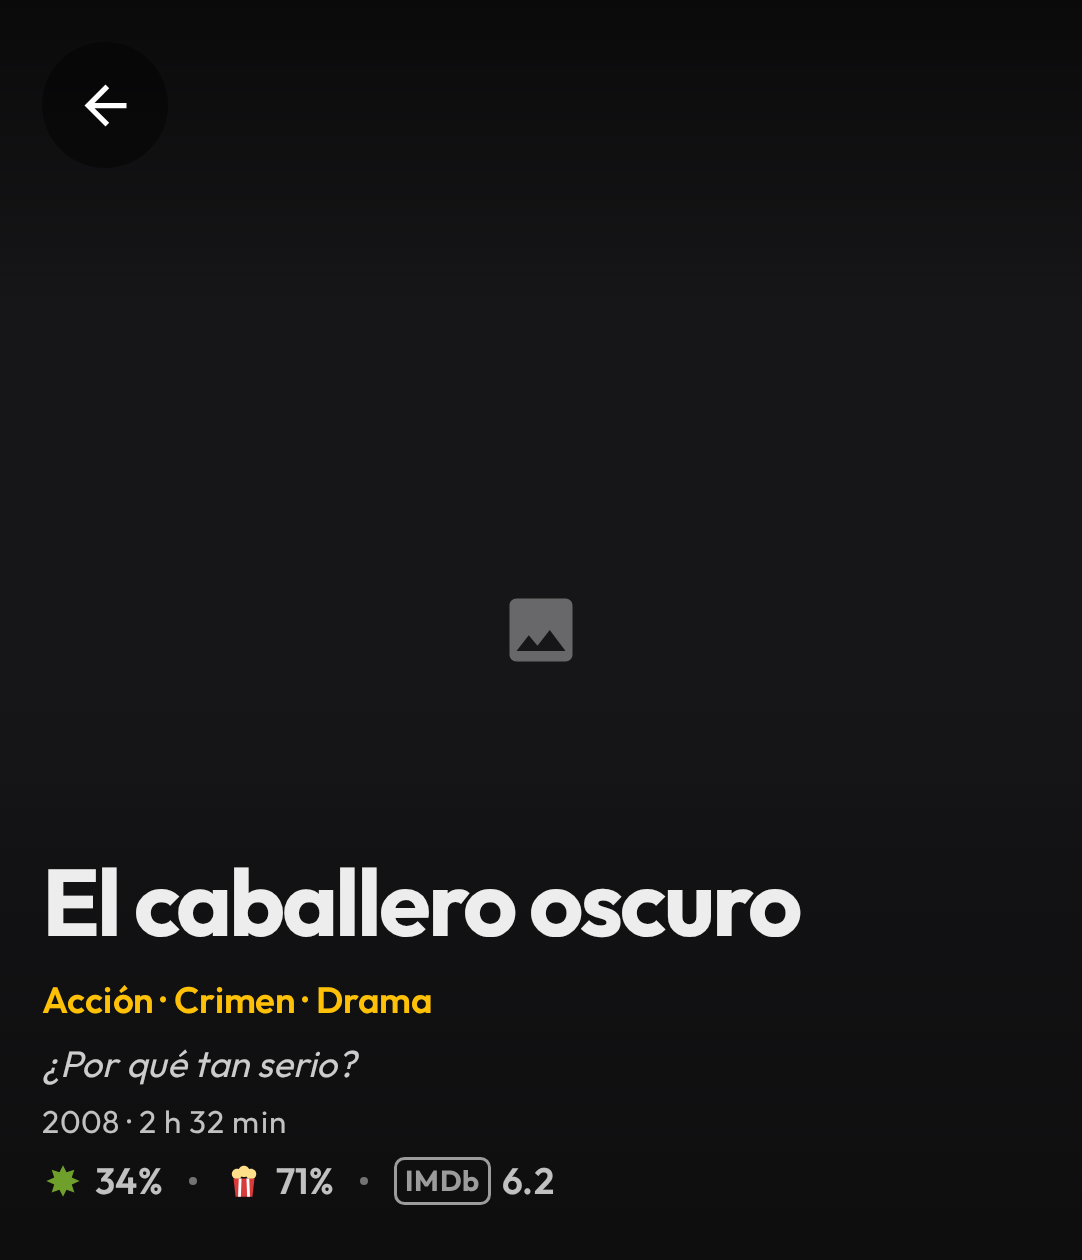 El caballero oscuro
Acción · Crimen · Drama
¿Por qué tan serio?
2008 · 2 h 32 min
34% • 71% • IMDb 6.2